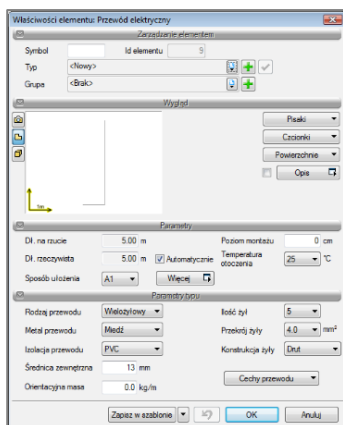 Właściwości elementu: Przewód elektryczny
Zarządzanie elementem
Symbol Id elementu 9
Typ <Nowy>
Grupa <Brak>
Wygląd
Pisaki
Czcionki
Powierzchnie
Opis
1m
Parametry
Dł. na rzucie 5.00 m Poziom montażu 0 cm
Dł. rzeczywista 5.00 m Automatycznie Temperatura otoczenia 25 °C
Sposób ułożenia A1 Więcej
Parametry typu
Rodzaj przewodu Wielożyłowy Ilość żył 5
Metal przewodu Miedź Przekrój żyły 4.0 mm²
Izolacja przewodu PVC Konstrukcja żyły Drut
Średnica zewnętrzna 13 mm
Cechy przewodu
Orientacyjna masa 0.0 kg/m
Zapisz w szablonie OK Anuluj